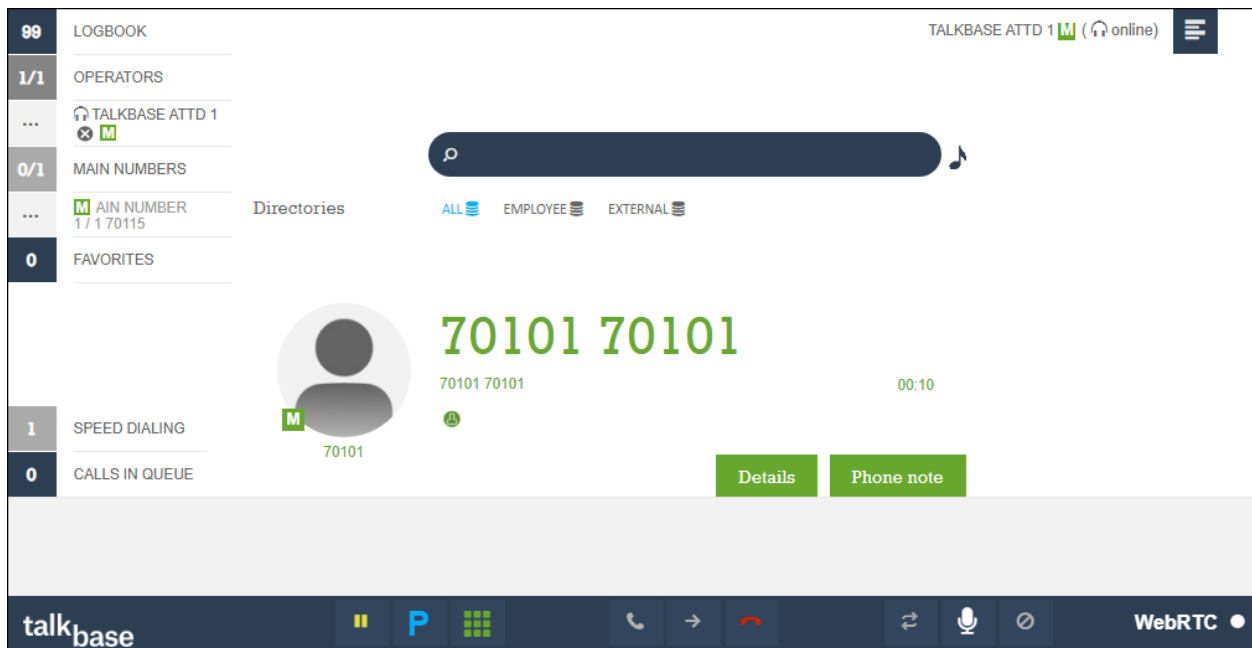 99 LOGBOOK
TALKBASE ATTD 1 M ( online)
1/1 OPERATORS
... TALKBASE ATTD 1
M
0/1 MAIN NUMBERS
... M AIN NUMBER
1 / 1 70115
Directories ALL EMPLOYEE EXTERNAL
0 FAVORITES
70101 70101
70101 70101 00:10
M
70101
1 SPEED DIALING
0 CALLS IN QUEUE
Details Phone note
talkbase P WebRTC